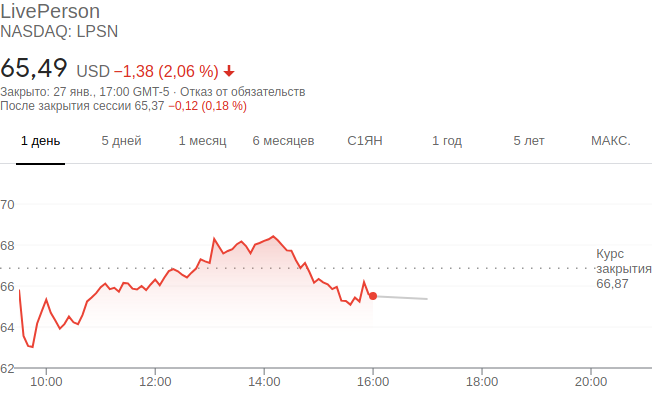 LivePerson
NASDAQ: LPSN
65,49 USD −1,38 (2,06 %)
Закрыто: 27 янв., 17:00 GMT-5 · Отказ от обязательств
После закрытия сессии 65,37 −0,12 (0,18 %)
1 день 5 дней 1 месяц 6 месяцев С1ЯН 1 год 5 лет МАКС.
70
68
Курс
закрытия
66,87
66
64
62
10:00 12:00 14:00 16:00 18:00 20:00